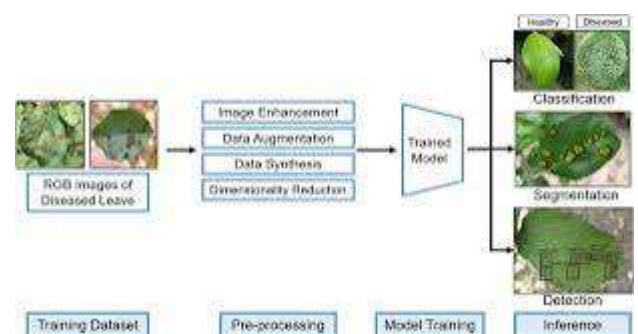 Healthy
Diseased
Classification
Image Enhancement
Data Augmentation
Data Synthesis
Dimensionality Reduction
Trained
Model
RGB Images of
Diseased Leave
Segmentation
Detection
Training Dataset
Pre-processing
Model Training
Inference